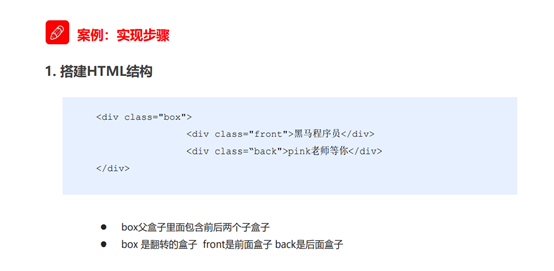 案例：实现步骤
1. 搭建HTML结构
<div class="box">
<div class="front">黑马程序员</div>
<div class="back">pink老师等你</div>
</div>
● box父盒子里面包含前后两个子盒子
● box 是翻转的盒子 front是前面盒子 back是后面盒子